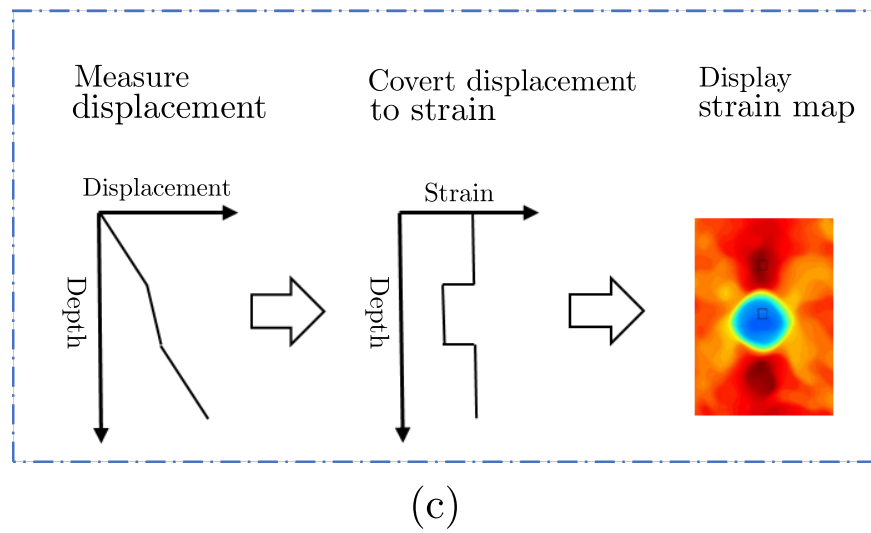 Measure
displacement
Covert displacement
to strain
Display
strain map
Displacement
Depth
Strain
Depth
(c)